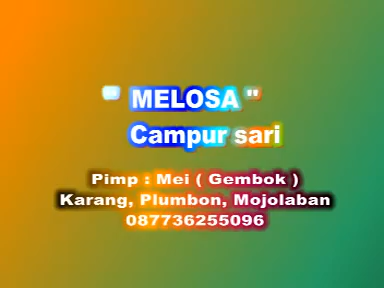 " MELOSA "
Campur sari
Pimp : Mei ( Gembok )
Karang, Plumbon, Mojolaban
087736255096